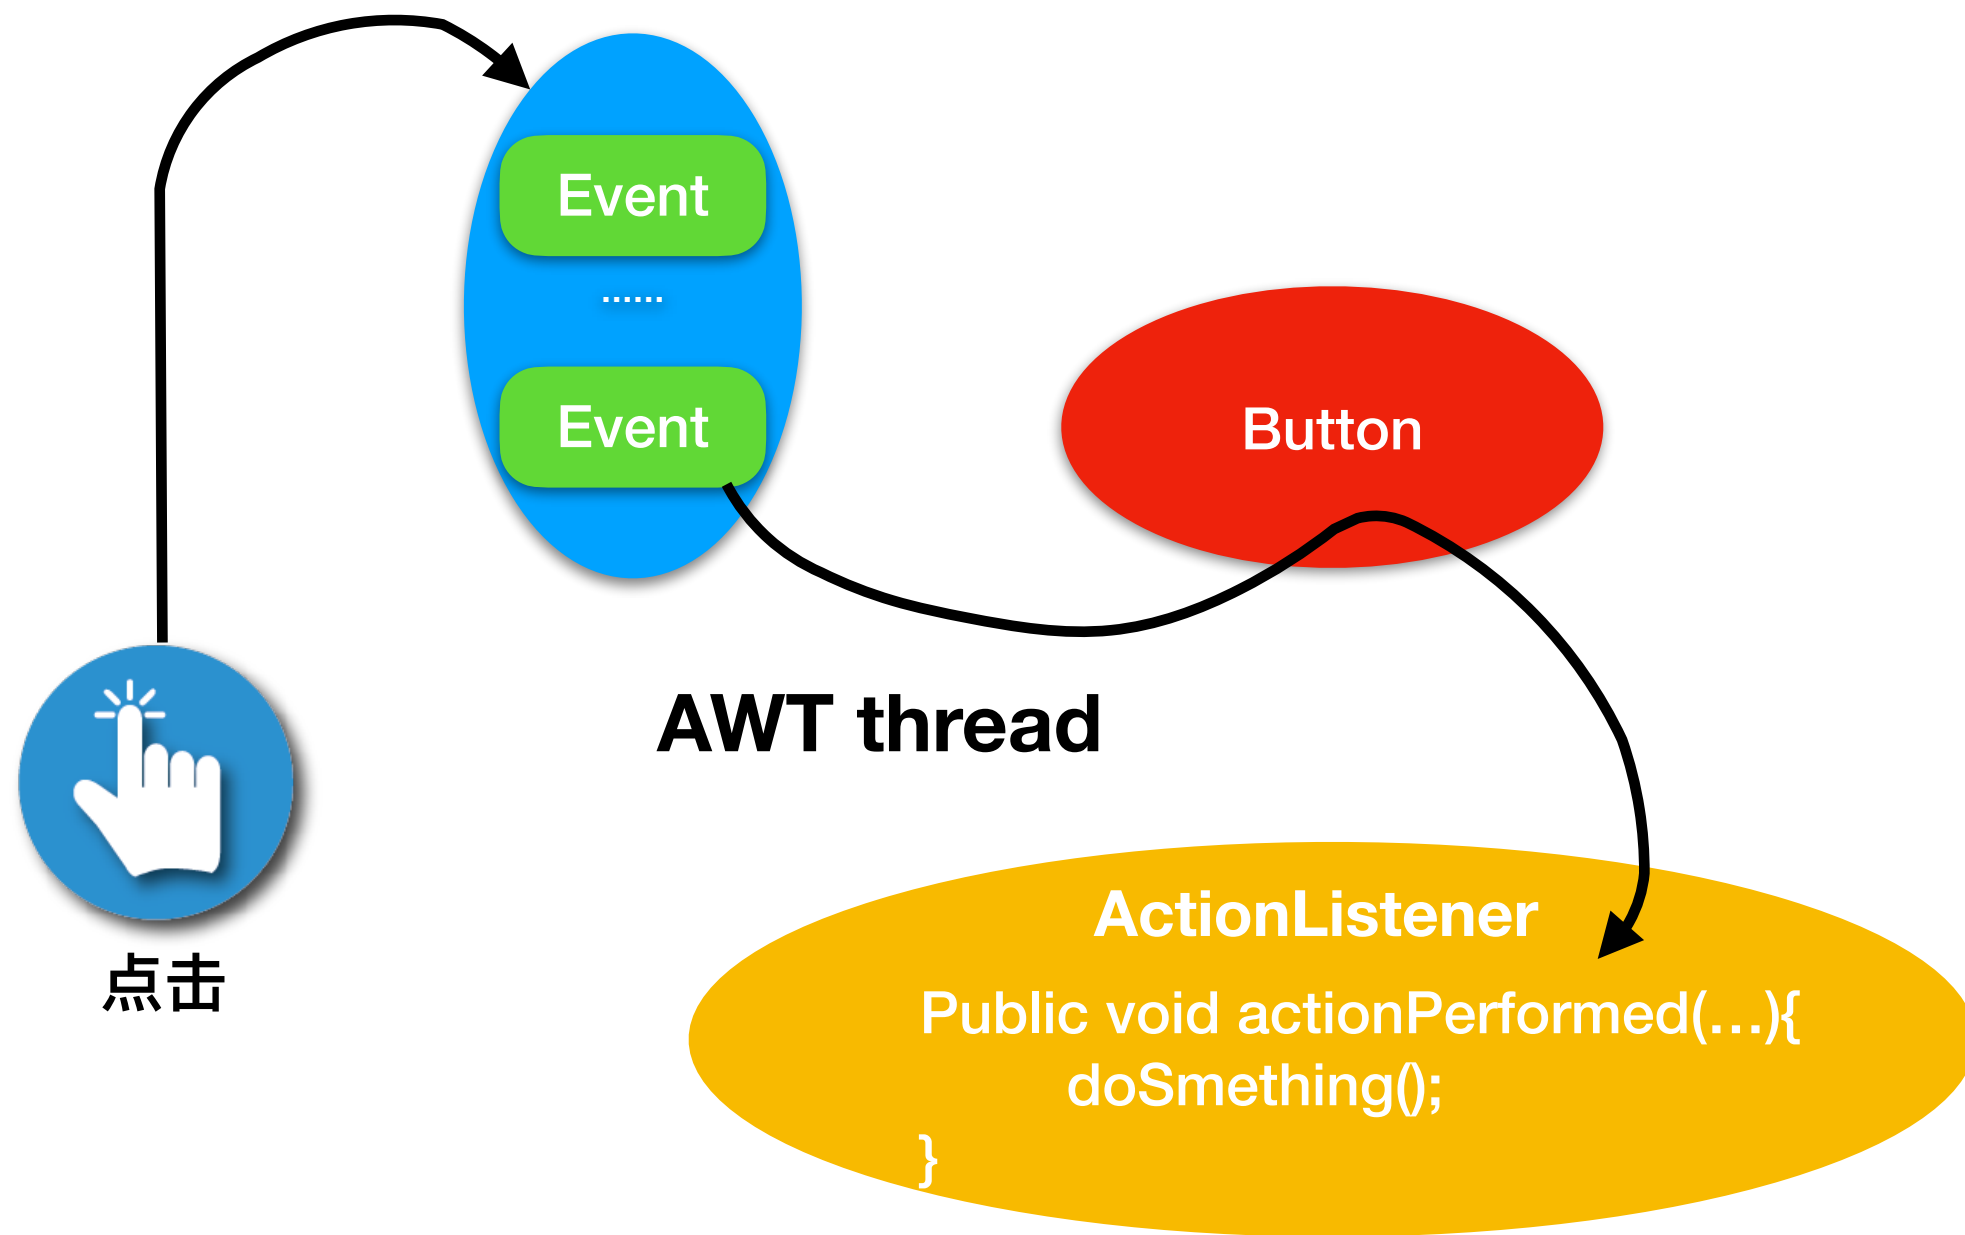 Event
......
Event
Button
AWT thread
点击
ActionListener
Public void actionPerformed(...){
doSmething();
}